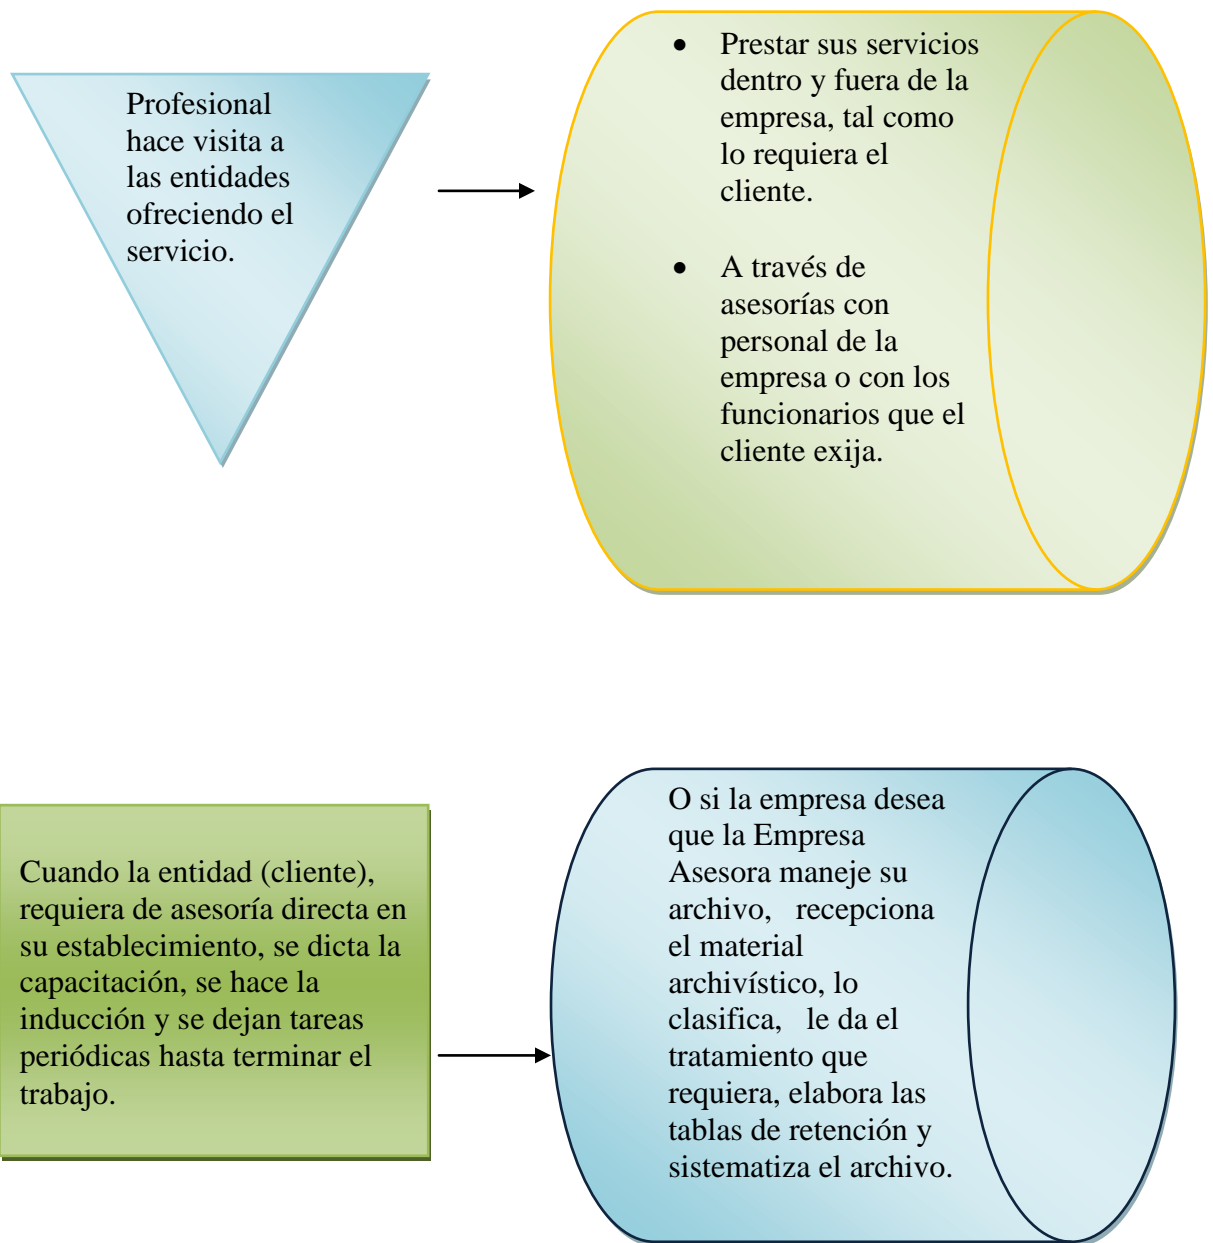 Profesional
hace visita a
las entidades
ofreciendo el
servicio.
• Prestar sus servicios
dentro y fuera de la
empresa, tal como
lo requiera el
cliente.
• A través de
asesorías con
personal de la
empresa o con los
funcionarios que el
cliente exija.
Cuando la entidad (cliente),
requiera de asesoría directa en
su establecimiento, se dicta la
capacitación, se hace la
inducción y se dejan tareas
periódicas hasta terminar el
trabajo.
O si la empresa desea
que la Empresa
Asesora maneje su
archivo, recepciona
el material
archivístico, lo
clasifica, le da el
tratamiento que
requiera, elabora las
tablas de retención y
sistematiza el archivo.